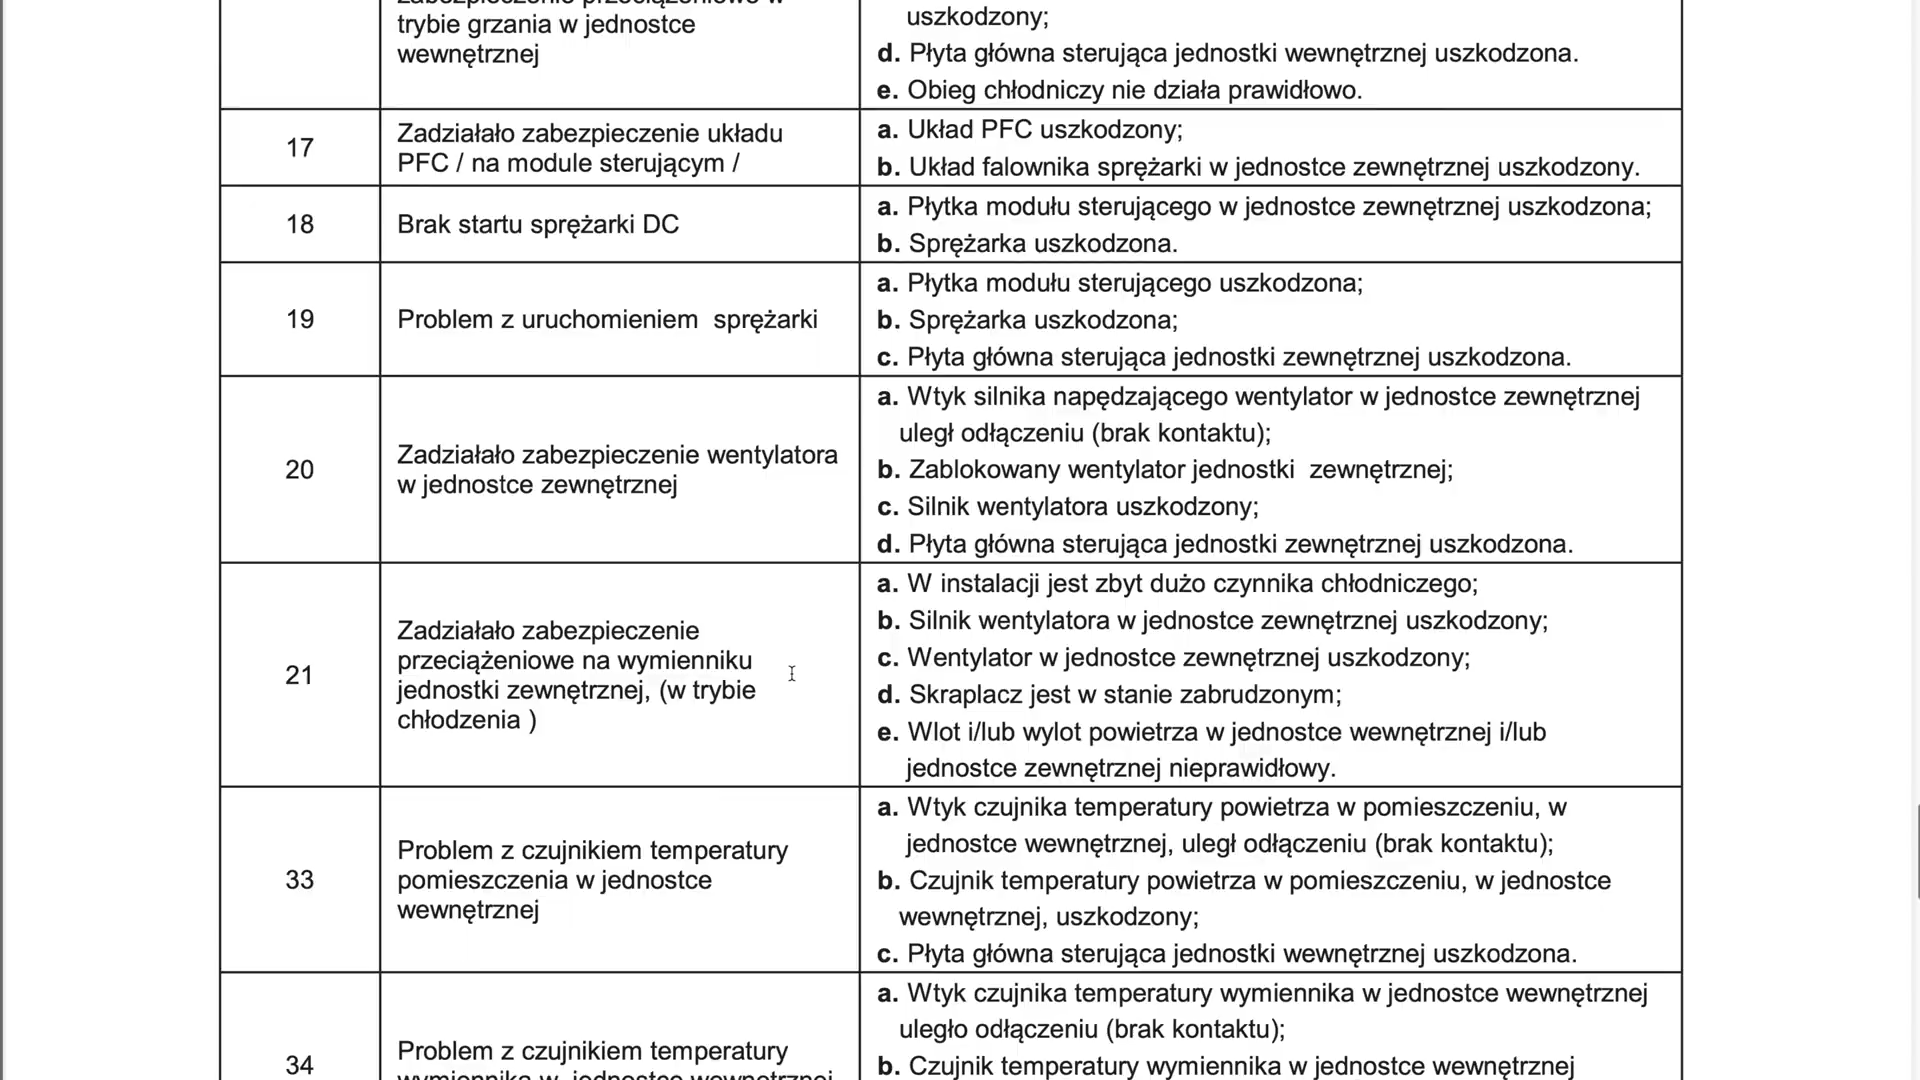 trybie grzania w jednostce
wewnętrznej
uszkodzony;
d. Płyta główna sterująca jednostki wewnętrznej uszkodzona.
e. Obieg chłodniczy nie działa prawidłowo.
17
Zadziałało zabezpieczenie układu
PFC / na module sterującym /
a. Układ PFC uszkodzony;
b. Układ falownika sprężarki w jednostce zewnętrznej uszkodzony.
18
Brak startu sprężarki DC
a. Płytka modułu sterującego w jednostce zewnętrznej uszkodzona;
b. Sprężarka uszkodzona.
19
Problem z uruchomieniem  sprężarki
a. Płytka modułu sterującego uszkodzona;
b. Sprężarka uszkodzona;
c. Płyta główna sterująca jednostki zewnętrznej uszkodzona.
20
Zadziałało zabezpieczenie wentylatora
w jednostce zewnętrznej
a. Wtyk silnika napędzającego wentylator w jednostce zewnętrznej
uległ odłączeniu (brak kontaktu);
b. Zablokowany wentylator jednostki  zewnętrznej;
c. Silnik wentylatora uszkodzony;
d. Płyta główna sterująca jednostki zewnętrznej uszkodzona.
21
Zadziałało zabezpieczenie
przeciążeniowe na wymienniku
jednostki zewnętrznej, (w trybie
chłodzenia )
a. W instalacji jest zbyt dużo czynnika chłodniczego;
b. Silnik wentylatora w jednostce zewnętrznej uszkodzony;
c. Wentylator w jednostce zewnętrznej uszkodzony;
d. Skraplacz jest w stanie zabrudzonym;
e. Wlot i/lub wylot powietrza w jednostce wewnętrznej i/lub
jednostce zewnętrznej nieprawidłowy.
33
Problem z czujnikiem temperatury
pomieszczenia w jednostce
wewnętrznej
a. Wtyk czujnika temperatury powietrza w pomieszczeniu, w
jednostce wewnętrznej, uległ odłączeniu (brak kontaktu);
b. Czujnik temperatury powietrza w pomieszczeniu, w jednostce
wewnętrznej, uszkodzony;
c. Płyta główna sterująca jednostki wewnętrznej uszkodzona.
34
Problem z czujnikiem temperatury
wymiennika w  jednostce wewnętrznej
a. Wtyk czujnika temperatury wymiennika w jednostce wewnętrznej
uległo odłączeniu (brak kontaktu);
b. Czujnik temperatury wymiennika w jednostce wewnętrznej